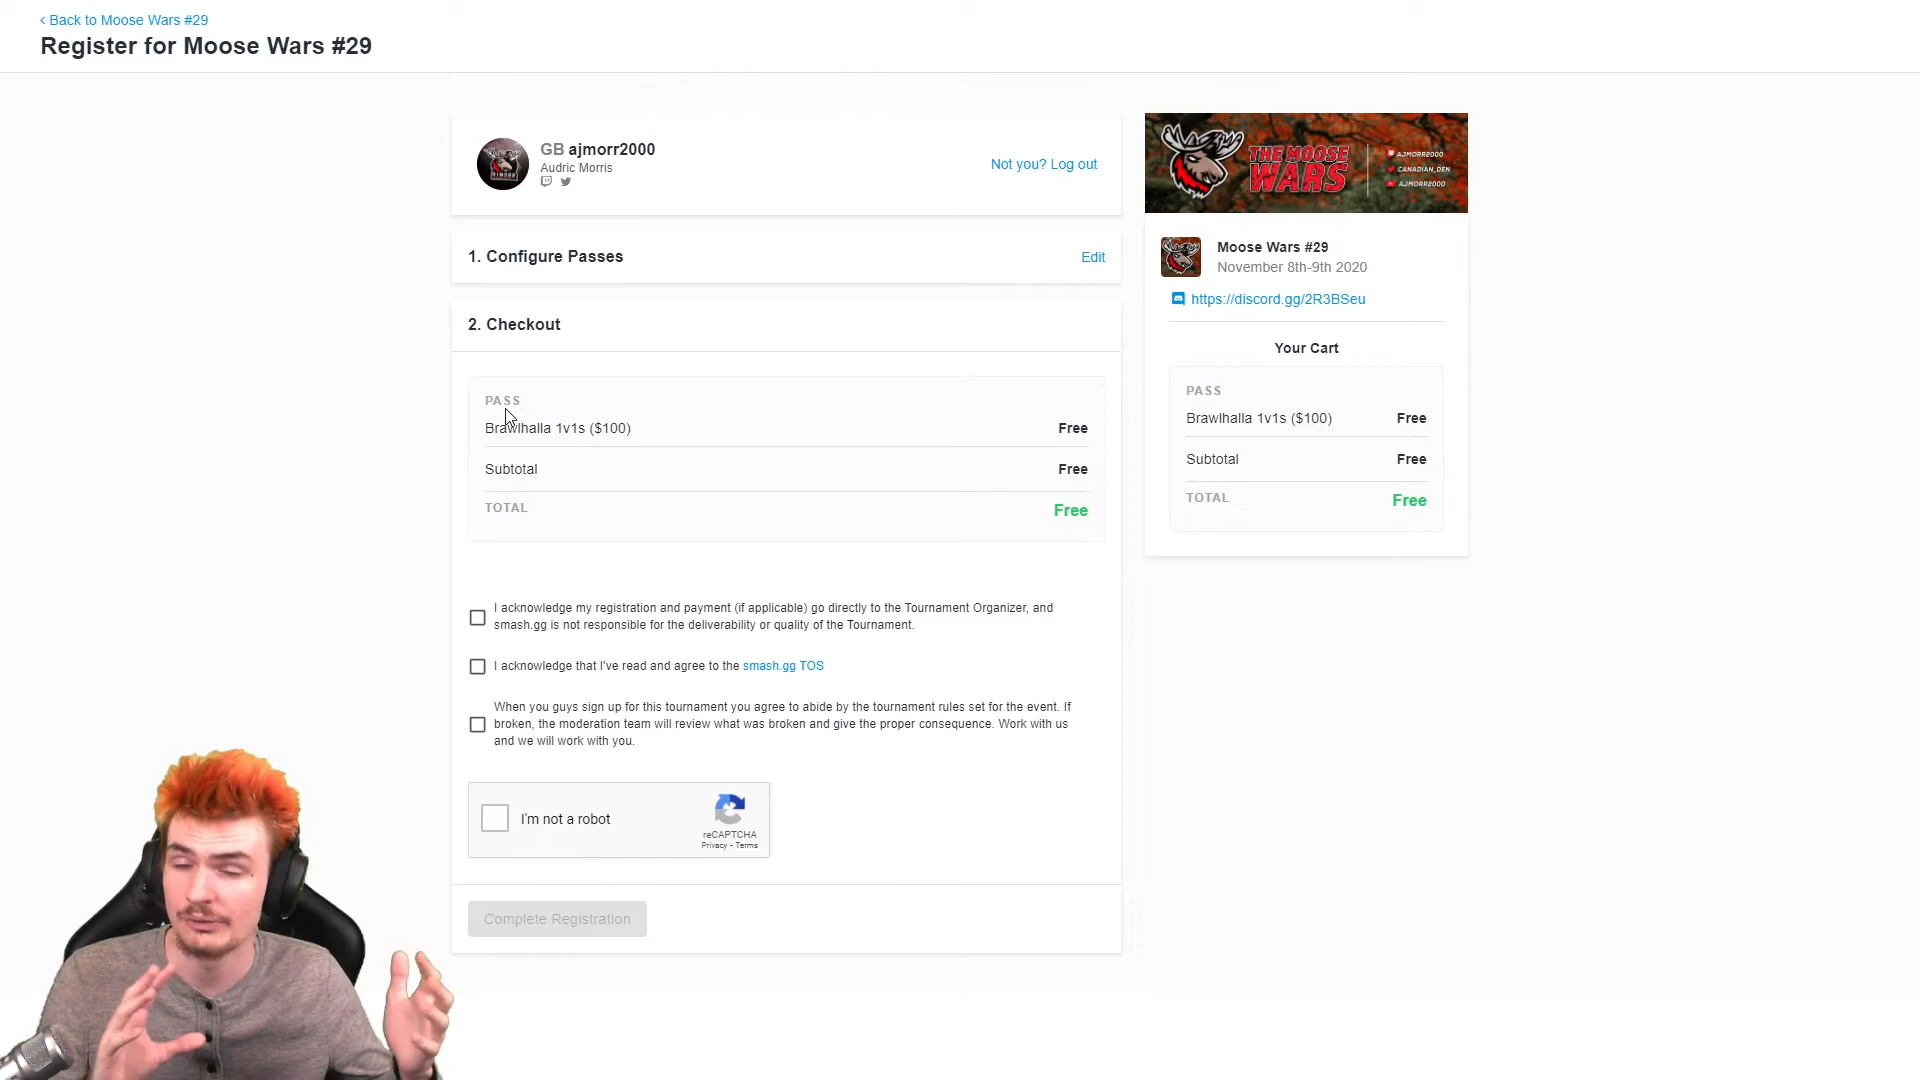 ‹ Back to Moose Wars #29
Register for Moose Wars #29
GB ajmorr2000
Audric Morris
Not you? Log out
1. Configure Passes
Edit
2. Checkout
PASS
Brawlhalla 1v1s ($100)
Free
Subtotal
Free
TOTAL
Free
I acknowledge my registration and payment (if applicable) go directly to the Tournament Organizer, and
smash.gg is not responsible for the deliverability or quality of the Tournament.
I acknowledge that I've read and agree to the smash.gg TOS
When you guys sign up for this tournament you agree to abide by the tournament rules set for the event. If
broken, the moderation team will review what was broken and give the proper consequence. Work with us
and we will work with you.
I'm not a robot
reCAPTCHA
Privacy - Terms
Complete Registration
THE MOOSE
WARS
AJMORR2000
CANADIAN_DEN
AJMORR2000
Moose Wars #29
November 8th-9th 2020
https://discord.gg/2R3BSeu
Your Cart
PASS
Brawlhalla 1v1s ($100)
Free
Subtotal
Free
TOTAL
Free